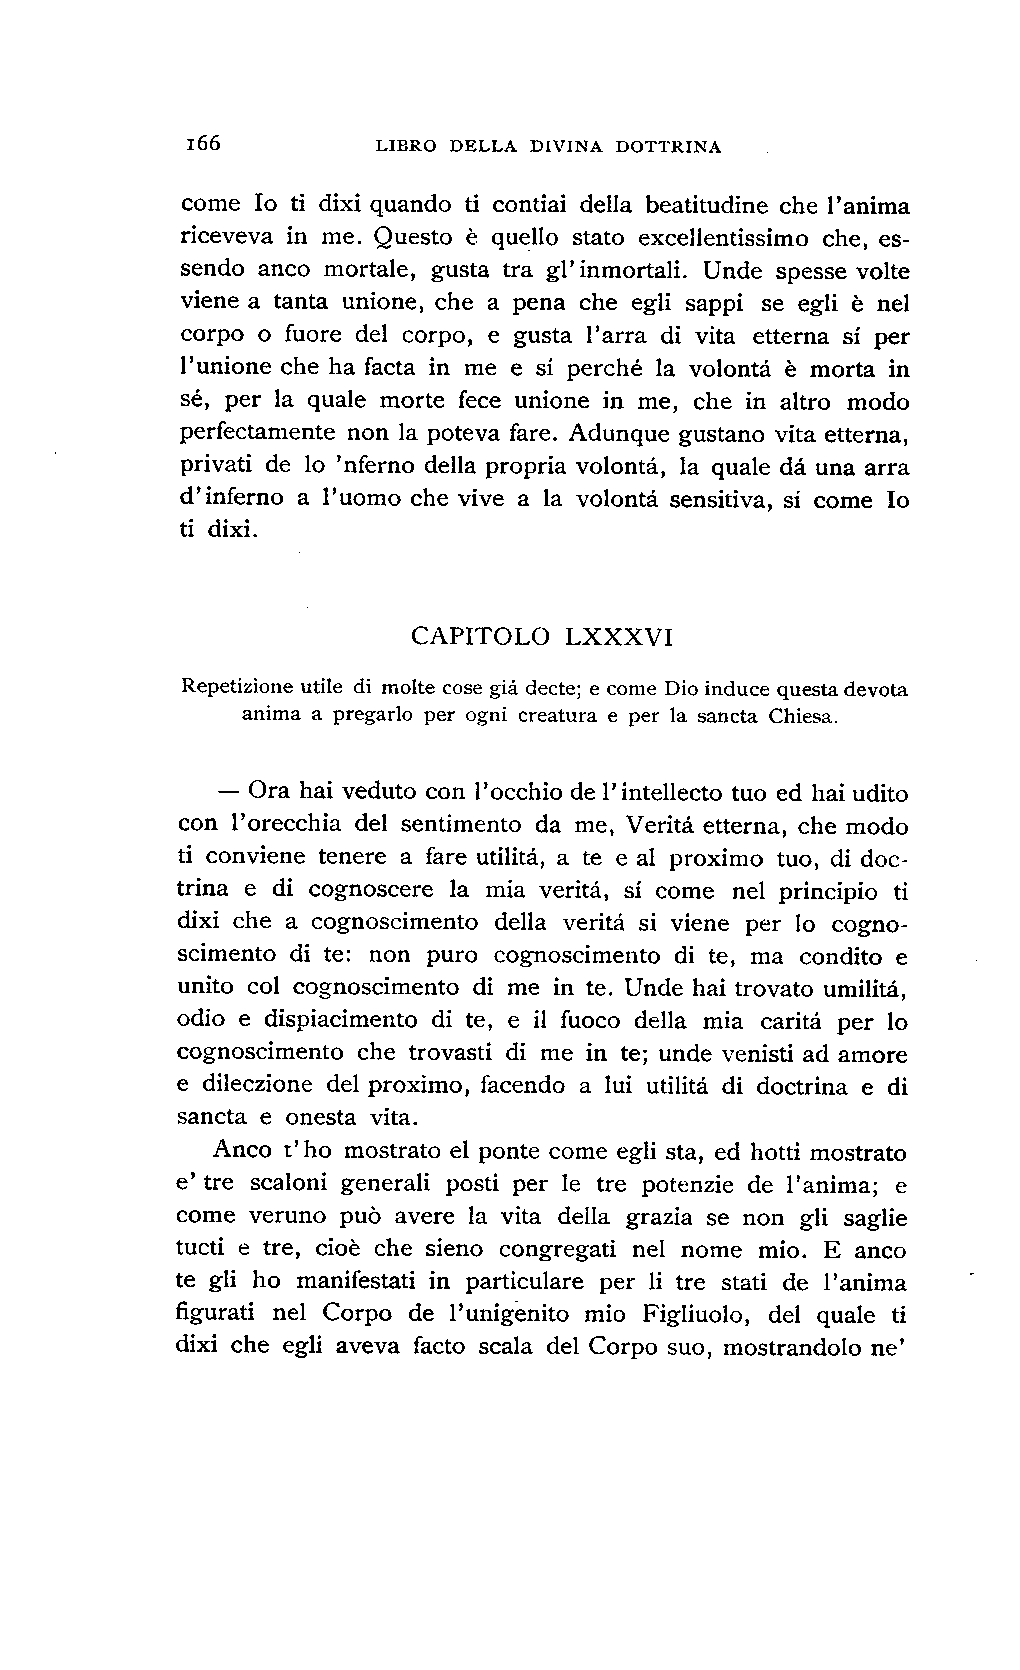 166 LIBRO DELLA DIVINA DOTTRINA
come Io ti dixi quando ti contiai della beatitudine che l'anima
riceveva in me. Questo è quello stato excellentissimo che, es-
sendo anco mortale, gusta tra gl'inmortali. Unde spesse volte
viene a tanta unione, che a pena che egli sappi se egli è nel
corpo o fuore del corpo, e gusta l'arra di vita etterna sí per
l'unione che ha facta in me e sí perché la volontá è morta in
sé, per la quale morte fece unione in me, che in altro modo
perfectamente non la poteva fare. Adunque gustano vita etterna,
privati de lo 'nferno della propria volontá, la quale dá una arra
d'inferno a l'uomo che vive a la volontá sensitiva, sí come Io
ti dixi.
CAPITOLO LXXXVI
Repetizione utile di molte cose giá decte; e come Dio induce questa devota
anima a pregarlo per ogni creatura e per la sancta Chiesa.
— Ora hai veduto con l'occhio de l'intellecto tuo ed hai udito
con l'orecchia del sentimento da me, Veritá etterna, che modo
ti conviene tenere a fare utilitá, a te e al proximo tuo, di doc-
trina e di cognoscere la mia veritá, sí come nel principio ti
dixi che a cognoscimento della veritá si viene per lo cogno-
scimento di te: non puro cognoscimento di te, ma condito e
unito col cognoscimento di me in te. Unde hai trovato umilitá,
odio e dispiacimento di te, e il fuoco della mia caritá per lo
cognoscimento che trovasti di me in te; unde venisti ad amore
e dileczione del proximo, facendo a lui utilitá di doctrina e di
sancta e onesta vita.
Anco t'ho mostrato el ponte come egli sta, ed hotti mostrato
e' tre scaloni generali posti per le tre potenzie de l'anima; e
come veruno può avere la vita della grazia se non gli saglie
tucti e tre, cioè che sieno congregati nel nome mio. E anco
te gli ho manifestati in particulare per li tre stati de l'anima
figurati nel Corpo de l'unigenito mio Figliuolo, del quale ti
dixi che egli aveva facto scala del Corpo suo, mostrandolo ne'